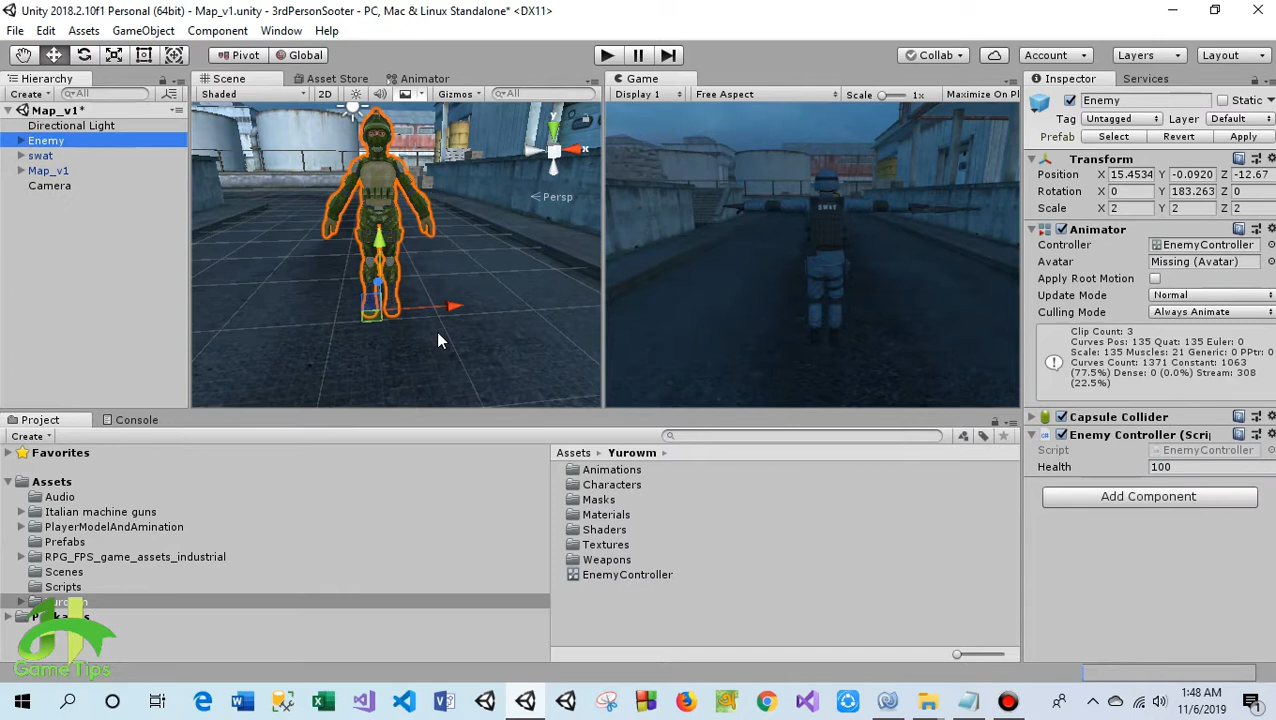 Unity 2018.2.10f1 Personal (64bit) - Map_v1.unity - 3rdPersonSooter - PC, Mac & Linux Standalone* <DX11>
File Edit Assets GameObject Component Window Help
Pivot Global Collab Account Layers Layout
Hierarchy Scene Asset Store Animator Game Inspector Services
Create All Shaded 2D Gizmos All Display 1 Free Aspect Scale 1x Maximize On Pl
Enemy Static
Map_v1*
Tag Untagged Layer Default
Directional Light
Prefab Select Revert Apply
Enemy
y
x
swat
Transform
Map_v1
Position X 15.4534 Y -0.0920 Z -12.67
Camera
Persp
Rotation X 0 Y 183.263 Z 0
SWAT
Scale X 2 Y 2 Z 2
Animator
Controller EnemyController
Avatar Missing (Avatar)
Apply Root Motion
Update Mode Normal
Culling Mode Always Animate
Clip Count: 3
Curves Pos: 135 Quat: 135 Euler: 0
Scale: 135 Muscles: 21 Generic: 0 PPtr: 0
Curves Count: 1371 Constant: 1063
(77.5%) Dense: 0 (0.0%) Stream: 308
(22.5%)
Capsule Collider
Enemy Controller (Scri
Script EnemyController
Health 100
Add Component
Project Console
Create
Favorites
Assets
Audio
Italian machine guns
PlayerModelAndAmination
Prefabs
RPG_FPS_game_assets_industrial
Scenes
Scripts
Assets Yurowm
Animations
Characters
Masks
Materials
Shaders
Textures
Weapons
EnemyController
GameTips
1:48 AM
11/6/2019
1